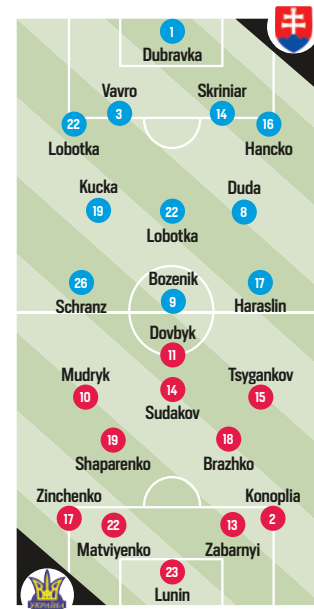 1
Dubravka
Vavro
Skriniar
3
14
22
16
Lobotka
Hancko
Kucka
Duda
19
22
8
Lobotka
26
Bozenik
17
Schranz
9
Haraslin
Dovbyk
11
Mudryk
Tsygankov
10
14
15
Sudakov
19
18
Shaparenko
Brazhko
Zinchenko
Konoplia
17
22
13
2
Matviyenko
Zabarnyi
23
Lunin
УКРАЇНА